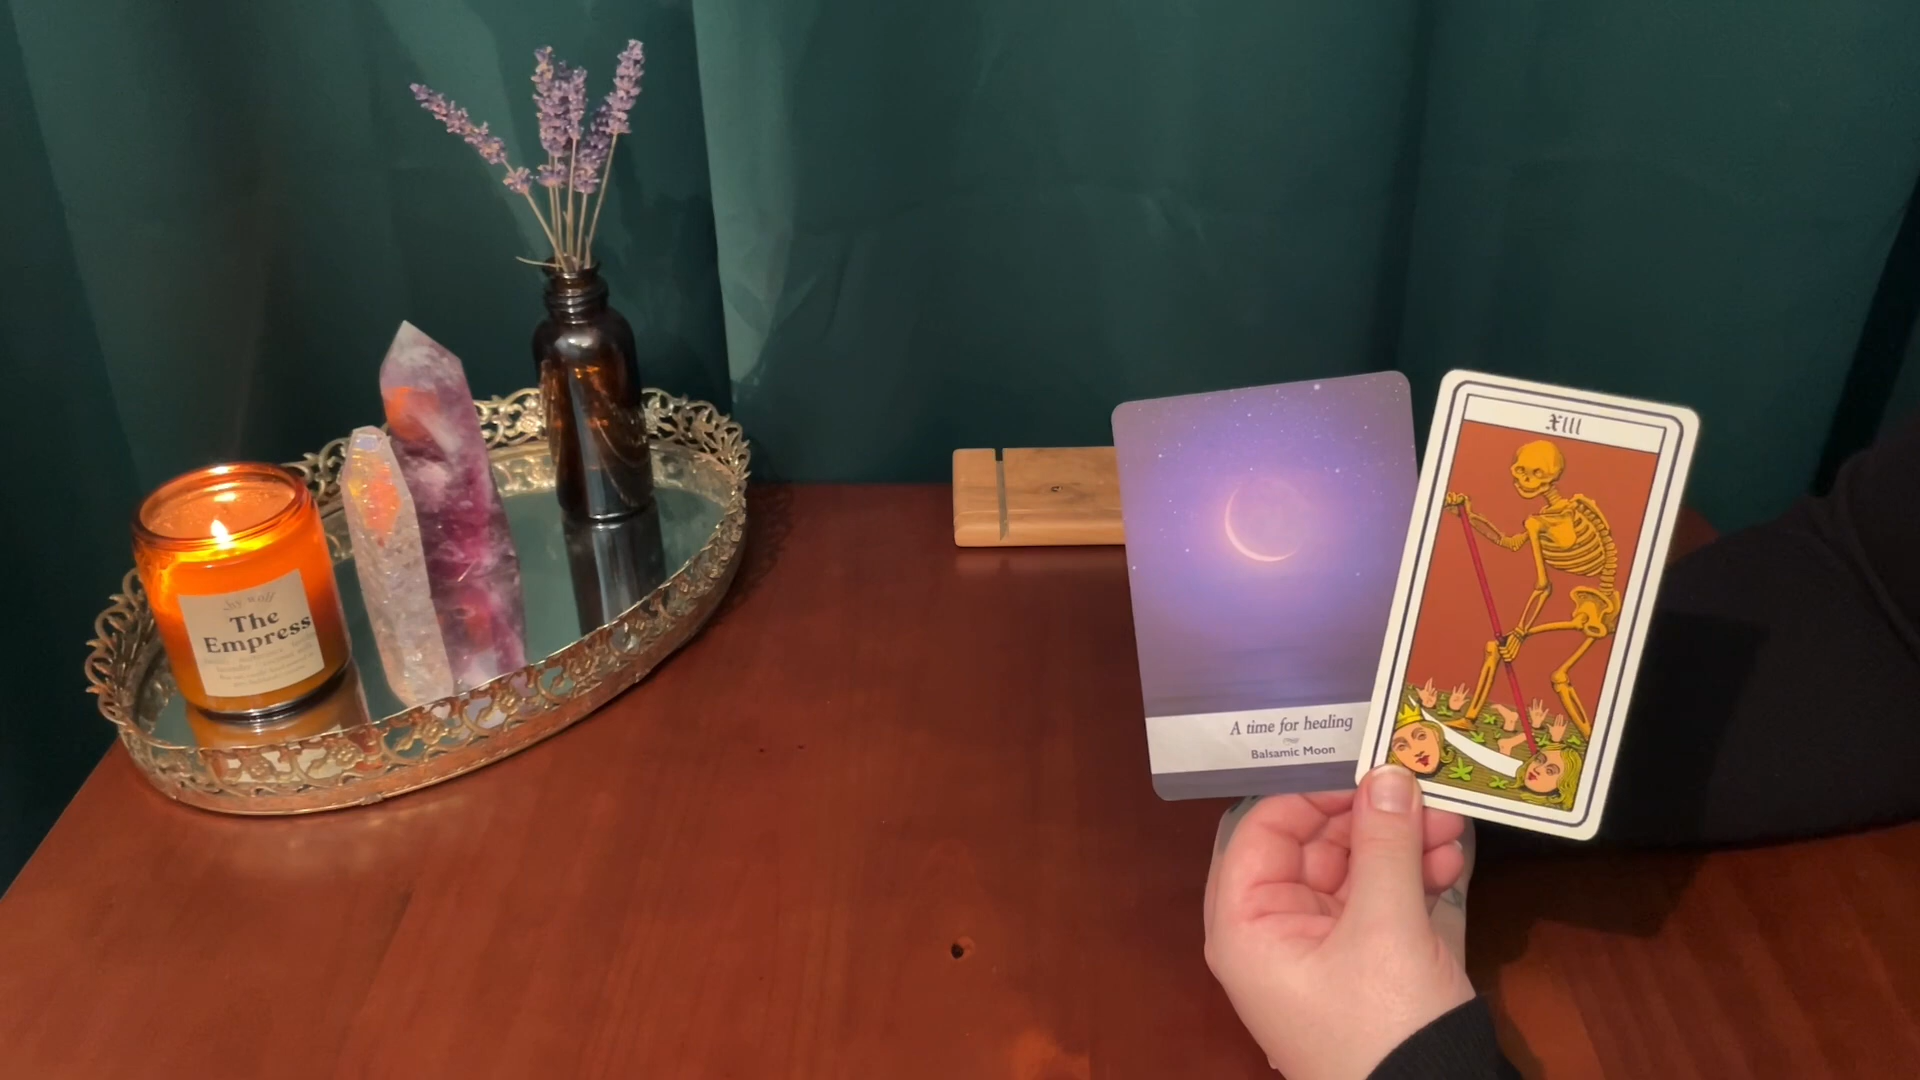 The
Empress
A time for healing
Balsamic Moon
XIII